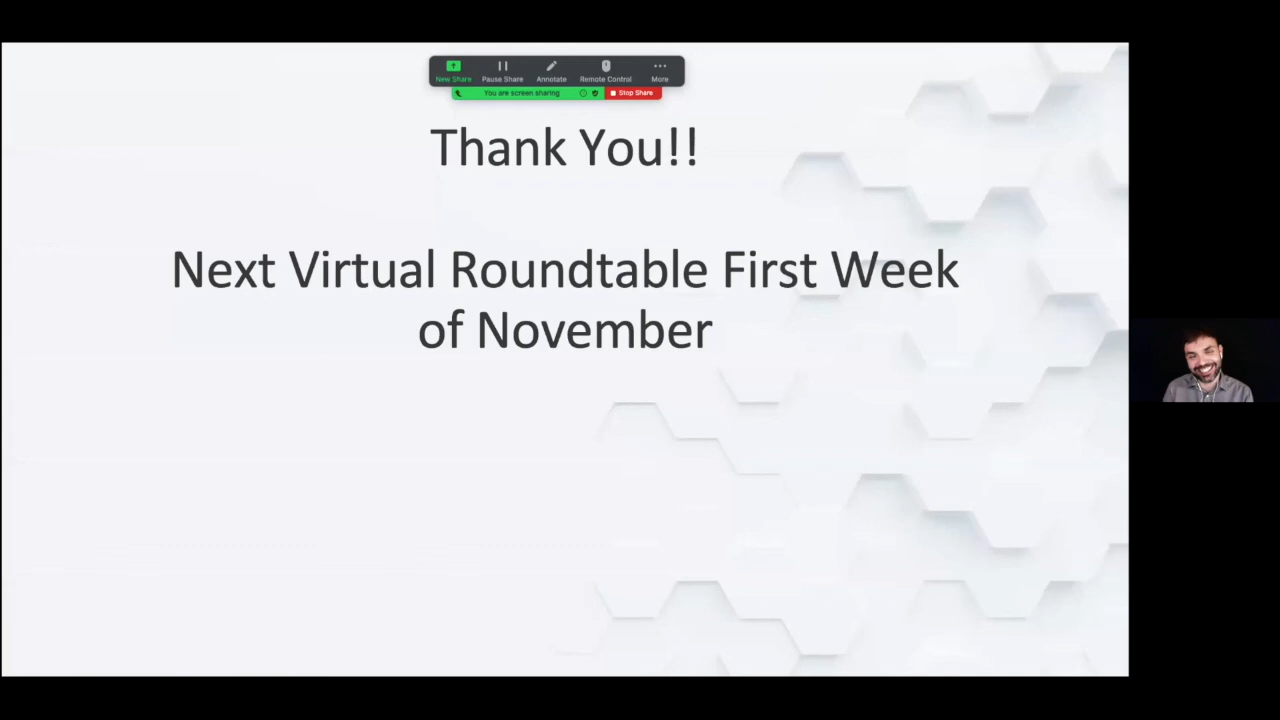 New Share Pause Share Annotate Remote Control More
You are screen sharing Stop Share
Thank You!!
Next Virtual Roundtable First Week
of November